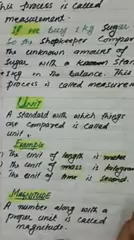 this process is called
measurement.
If we buy 1 kg sugar
the shopkeeper compare
The unknown amount of
sugar with a known stan
1 kg in the balance. This
process is called measurem
UNIT
A standard with which things
are compared is called
unit.
Example
The unit of length is meter
The unit of mass is kilogram
The unit of time is second
MAGNITUDE
A number along with a
proper unit is called
magnitude.